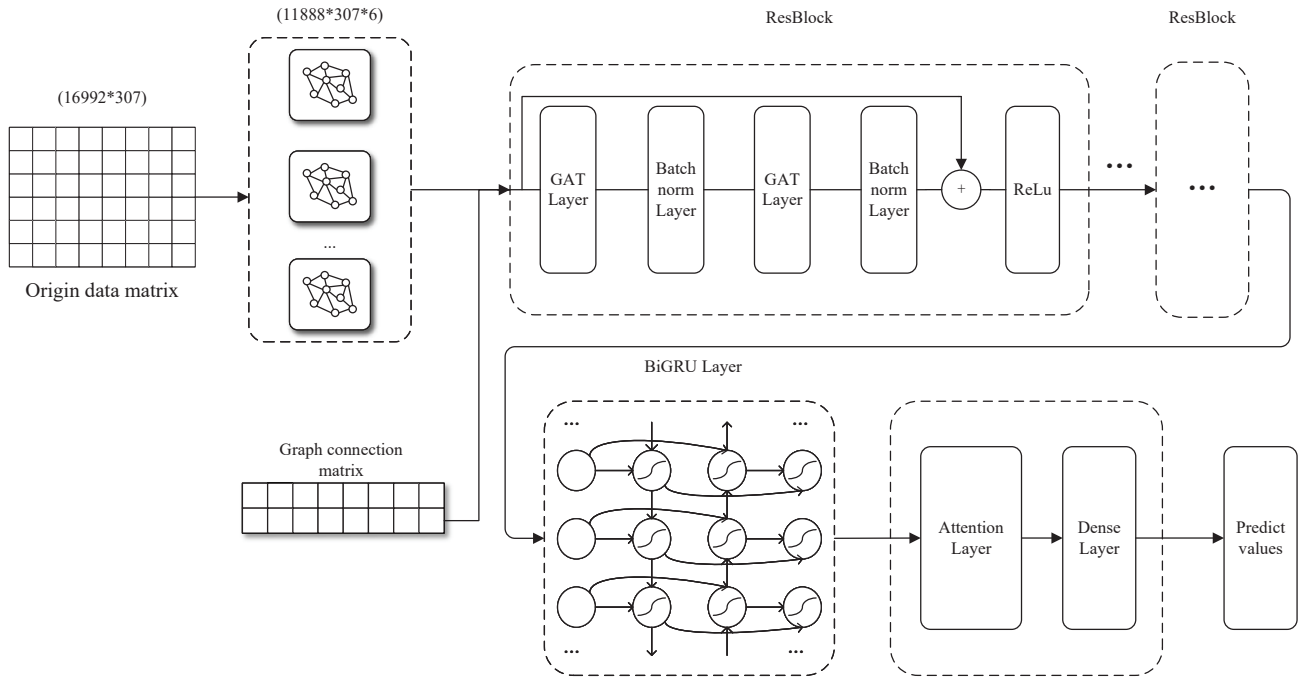 (11888*307*6)
ResBlock
ResBlock
(16992*307)
GAT
Layer
Batch
norm
Layer
GAT
Layer
Batch
norm
Layer
+
ReLu
...
...
...
Origin data matrix
BiGRU Layer
Graph connection
matrix
...
...
Attention
Layer
Dense
Layer
Predict
values
...
...